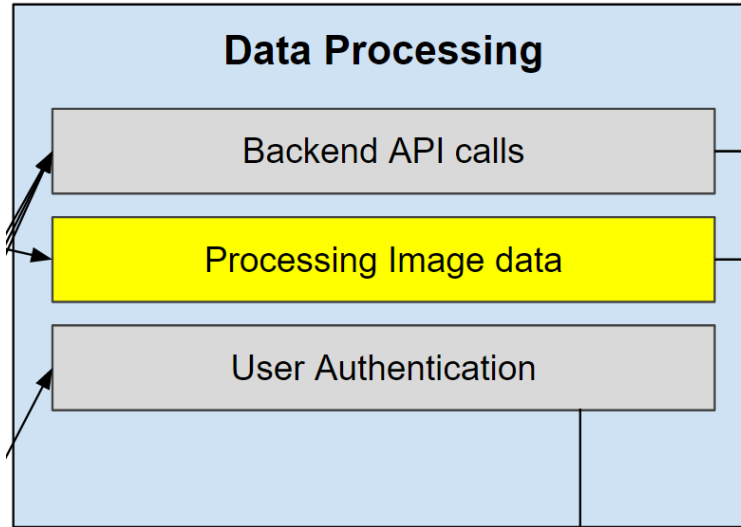 Data Processing
Backend API calls
Processing Image data
User Authentication